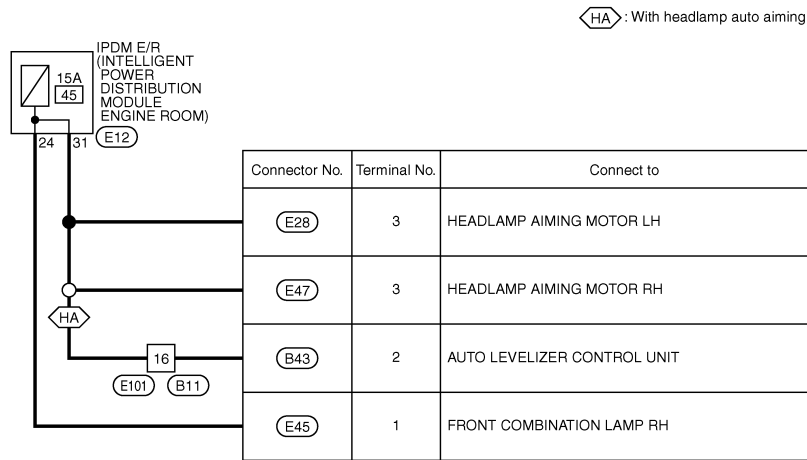 HA : With headlamp auto aiming
IPDM E/R
(INTELLIGENT
POWER
DISTRIBUTION
MODULE
ENGINE ROOM)
15A
45
E12
24 31
Connector No. Terminal No. Connect to
E28 3 HEADLAMP AIMING MOTOR LH
E47 3 HEADLAMP AIMING MOTOR RH
HA
16 B43 2 AUTO LEVELIZER CONTROL UNIT
E101 B11
E45 1 FRONT COMBINATION LAMP RH